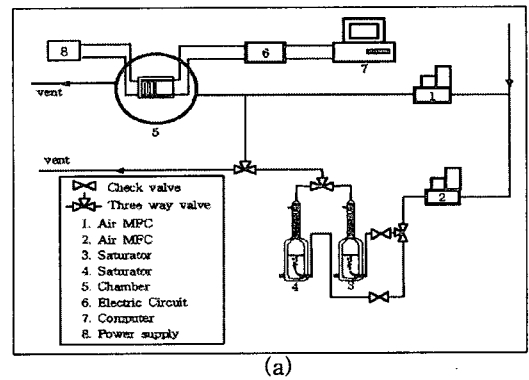 8
6
7
vent
5
1
vent
2
Check valve
Three way valve
1. Air MFC
2. Air MFC
3. Saturator
4. Saturator
5. Chamber
6. Electric Circuit
7. Computer
8. Power supply
4
3
(a)